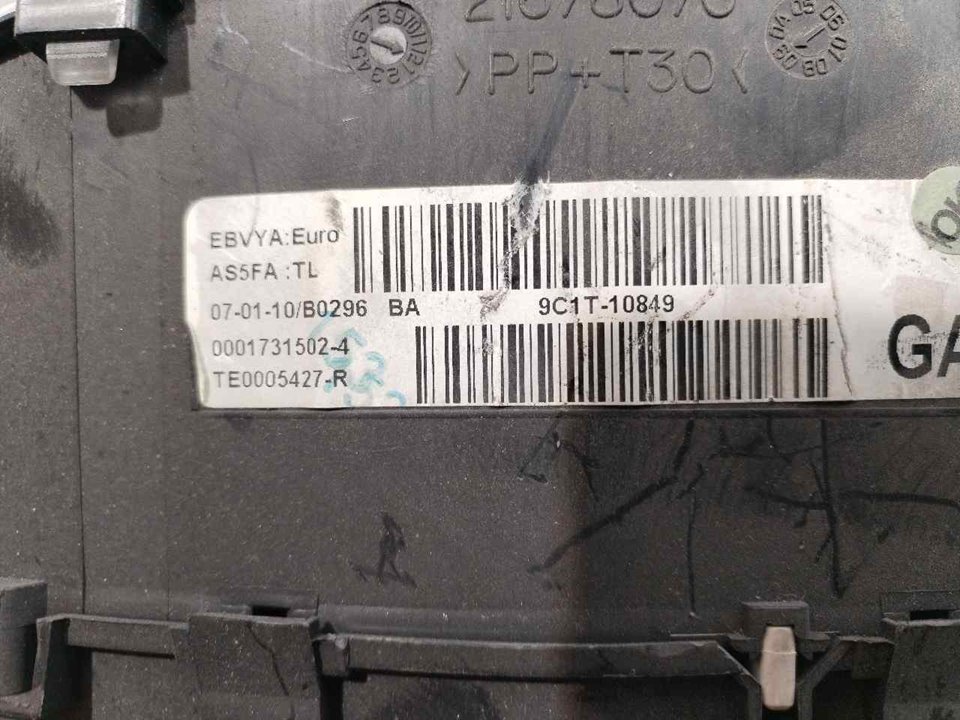 >PP+T30<
EBVYA:Euro
AS5FA :TL
07-01-10/B0296 BA 9C1T-10849
0001731502-4
TE0005427-R
GA